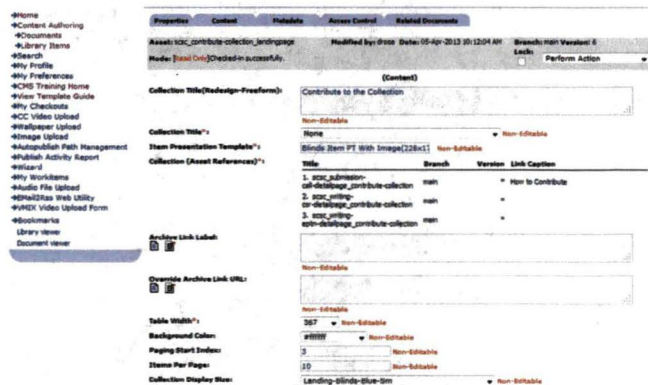 Home
Content Authoring
Documents
Library Items
Search
My Profile
My Preferences
CMS Training Home
View Template Guide
My Checkouts
CC Video Upload
Wallpaper Upload
Image Upload
Autopublish Path Management
Publish Activity Report
Wizard
My Workitems
Audio File Upload
EMail2Rss Web Utility
VMIX Video Upload Form
Bookmarks
Library viewer
Document viewer
Properties Content Metadata Access Control Related Documents
Asset: scsc_contribute-collection_landingpage Modified by: drose Date: 05-Apr-2013 10:12:04 AM Branch: main Version: 6
Lock:
Mode: [Read Only]Checked-in successfully. Perform Action
(Content)
Collection Title(Redesign-Freeform): Contribute to the Collection
Non-Editable
Collection Title*: None Non-Editable
Item Presentation Template*: Blinds Item PT With Image(226x1 Non-Editable
Collection (Asset References)*: Title Branch Version Link Caption
1. scsc_submission-
call-detailpage_contribute-collection main * How to Contribute
2. scsc_writing-
csr-detailpage_contribute-collection main *
3. scsc_writing-
eptn-detailpage_contribute-collection main *
Archive Link Label:
Non-Editable
Override Archive Link URL:
Non-Editable
Table Width*: 367 Non-Editable
Background Color: #ffffff Non-Editable
Paging Start Index: 3 Non-Editable
Items Per Page: 10 Non-Editable
Collection Display Size: Landing-Blinds-Blue-Sim Non-Editable